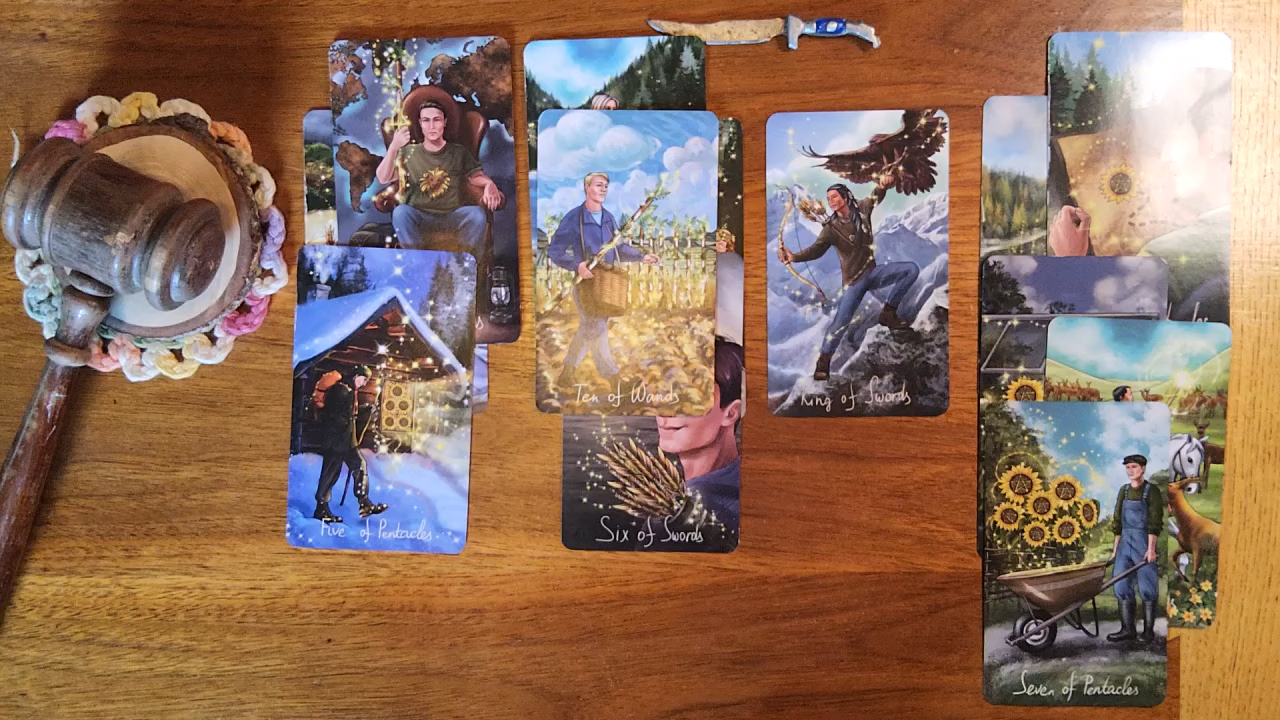 Five of Pentacles
Ten of Wands
Six of Swords
King of Swords
Seven of Pentacles